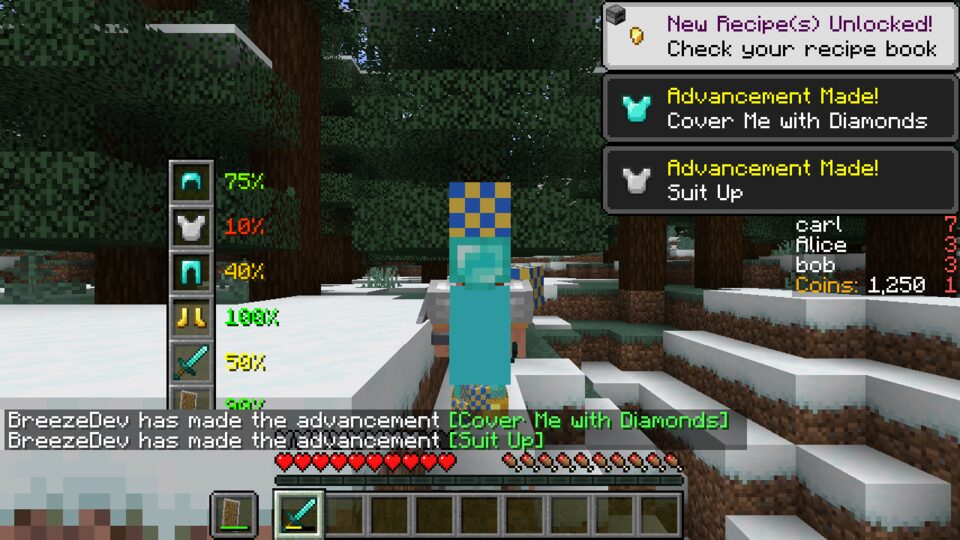 New Recipe(s) Unlocked!
Check your recipe book
Advancement Made!
Cover Me with Diamonds
Advancement Made!
Suit Up
75%
10%
40%
100%
50%
90%
carl 7
Alice 3
bob 3
Coins: 1,250 1
BreezeDev has made the advancement [Cover Me with Diamonds]
BreezeDev has made the advancement [Suit Up]